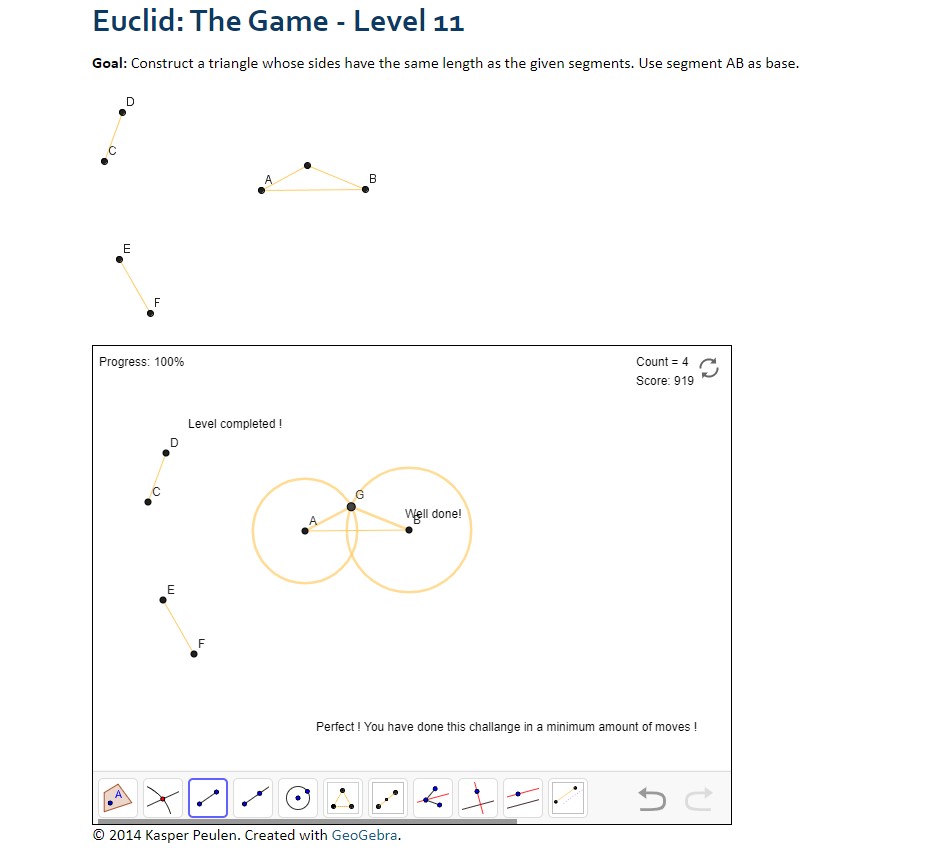 Euclid: The Game - Level 11
Goal: Construct a triangle whose sides have the same length as the given segments. Use segment AB as base.
D
C
A
B
E
F
Progress: 100%
Count = 4
Score: 919
Level completed !
D
C
G
Well done!
A
B
E
F
Perfect ! You have done this challange in a minimum amount of moves !
A
© 2014 Kasper Peulen. Created with GeoGebra.